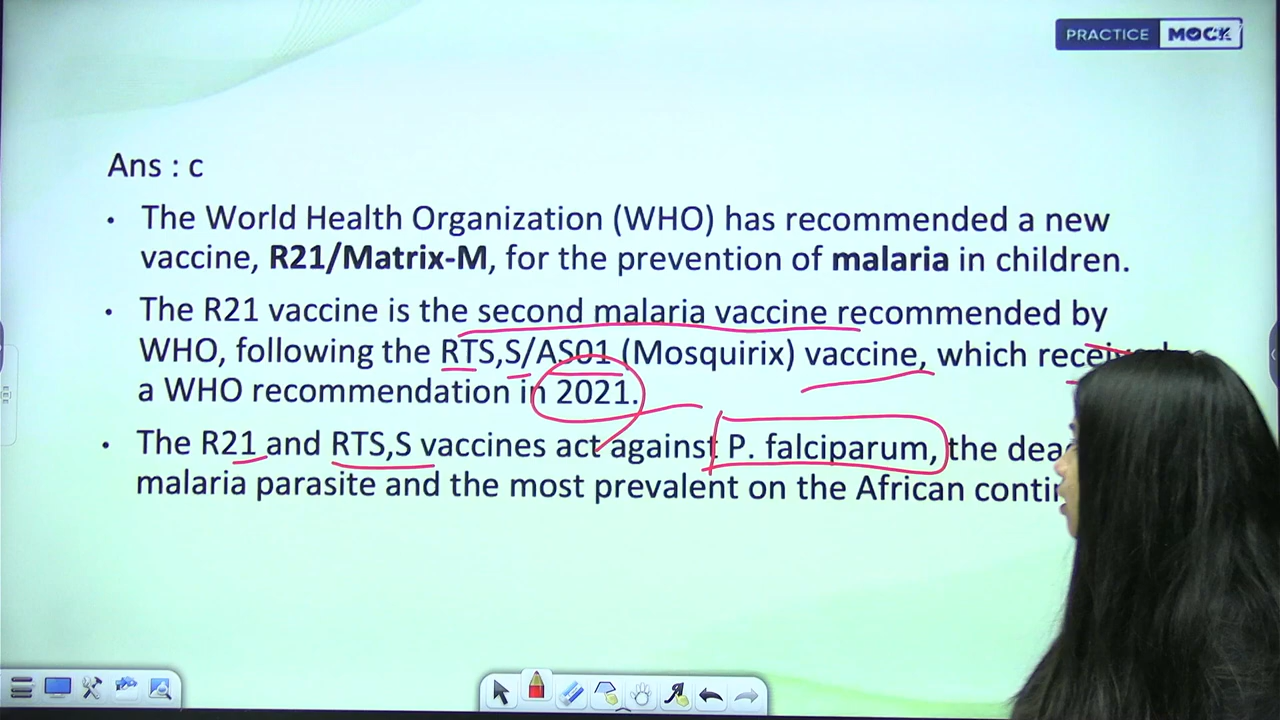 PRACTICE MOCK
Ans : c
• The World Health Organization (WHO) has recommended a new
vaccine, R21/Matrix-M, for the prevention of malaria in children.
• The R21 vaccine is the second malaria vaccine recommended by
WHO, following the RTS,S/AS01 (Mosquirix) vaccine, which received
a WHO recommendation in 2021.
• The R21 and RTS,S vaccines act against P. falciparum, the
malaria parasite and the most prevalent on the African